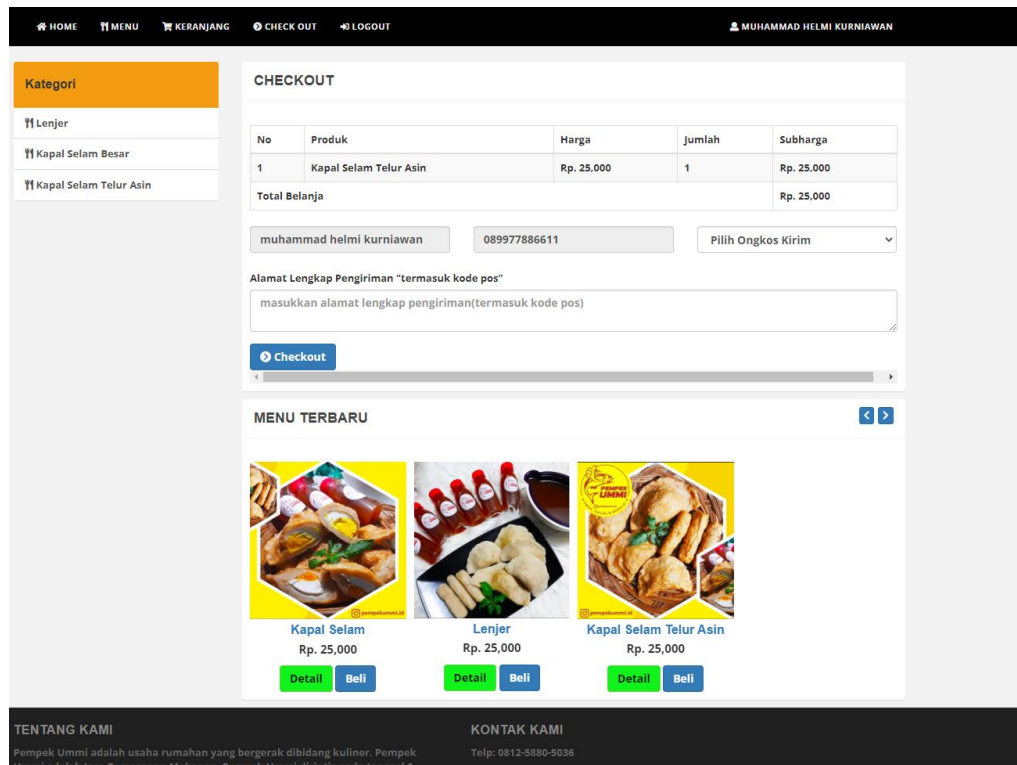 HOME MENU KERANJANG CHECK OUT LOGOUT MUHAMMAD HELMI KURNIAWAN
Kategori
Lenjer
Kapal Selam Besar
Kapal Selam Telur Asin
CHECKOUT
No Produk Harga Jumlah Subharga
1 Kapal Selam Telur Asin Rp. 25,000 1 Rp. 25,000
Total Belanja Rp. 25,000
muhammad helmi kurniawan 089977886611 Pilih Ongkos Kirim
Alamat Lengkap Pengiriman "termasuk kode pos"
masukkan alamat lengkap pengiriman(termasuk kode pos)
Checkout
MENU TERBARU
PEMPEK
UMMI
pempekummi.id
pempekummi.id
Kapal Selam Lenjer Kapal Selam Telur Asin
Rp. 25,000 Rp. 25,000 Rp. 25,000
Detail Beli Detail Beli Detail Beli
TENTANG KAMI KONTAK KAMI
Pempek Ummi adalah usaha rumahan yang bergerak dibidang kuliner. Pempek Telp: 0812-5880-5036